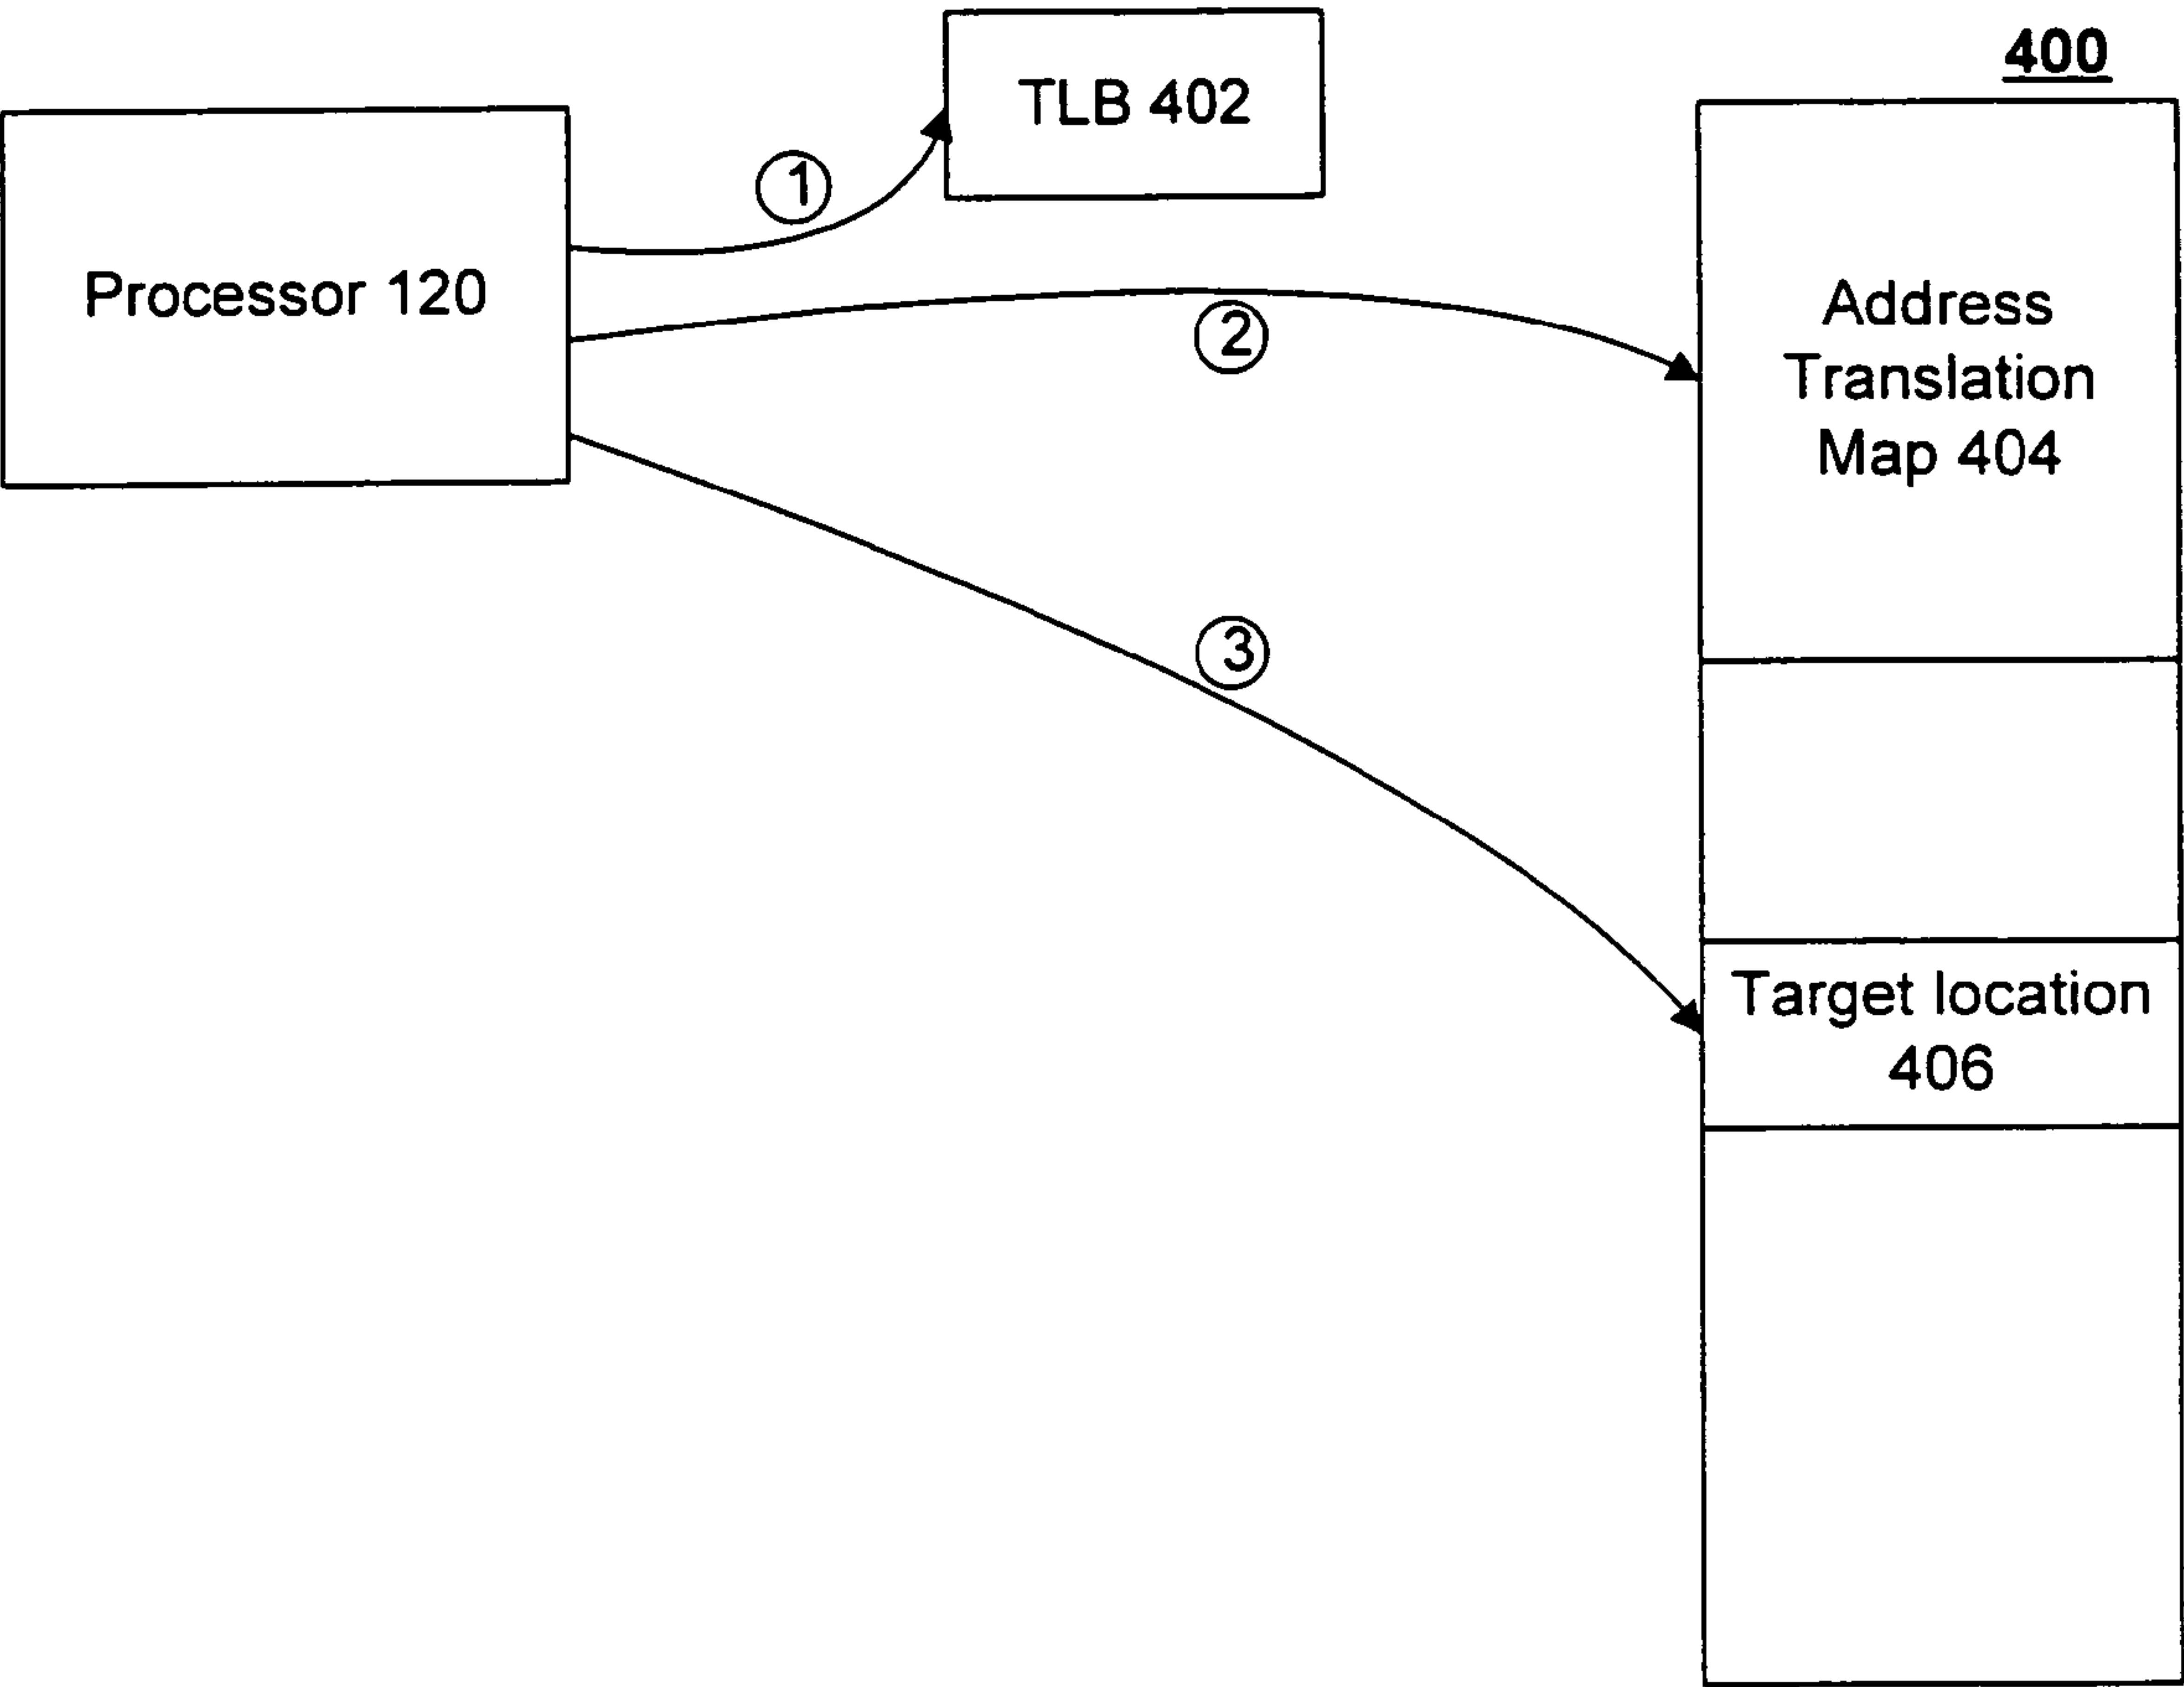 400
TLB 402
Processor 120
1
2
Address
Translation
Map 404
3
Target location
406